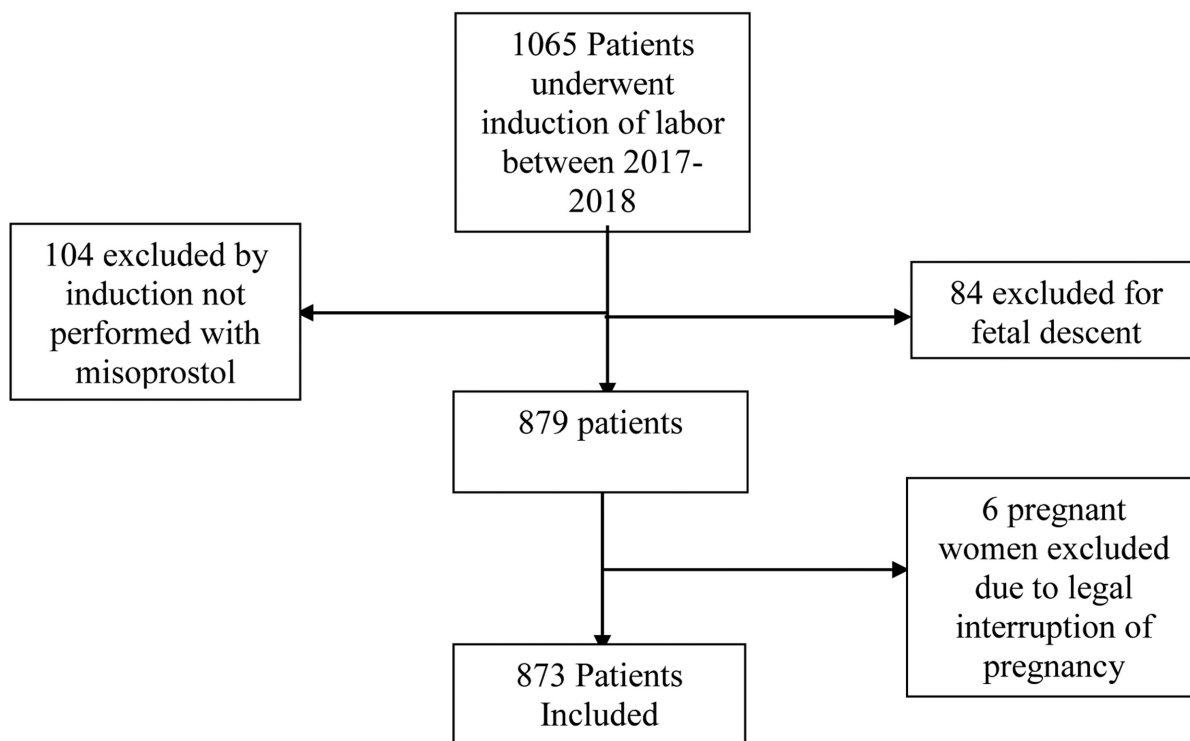 1065 Patients
underwent
induction of labor
between 2017-
2018
104 excluded by
induction not
performed with
misoprostol
84 excluded for
fetal descent
879 patients
6 pregnant
women excluded
due to legal
interruption of
pregnancy
873 Patients
Included